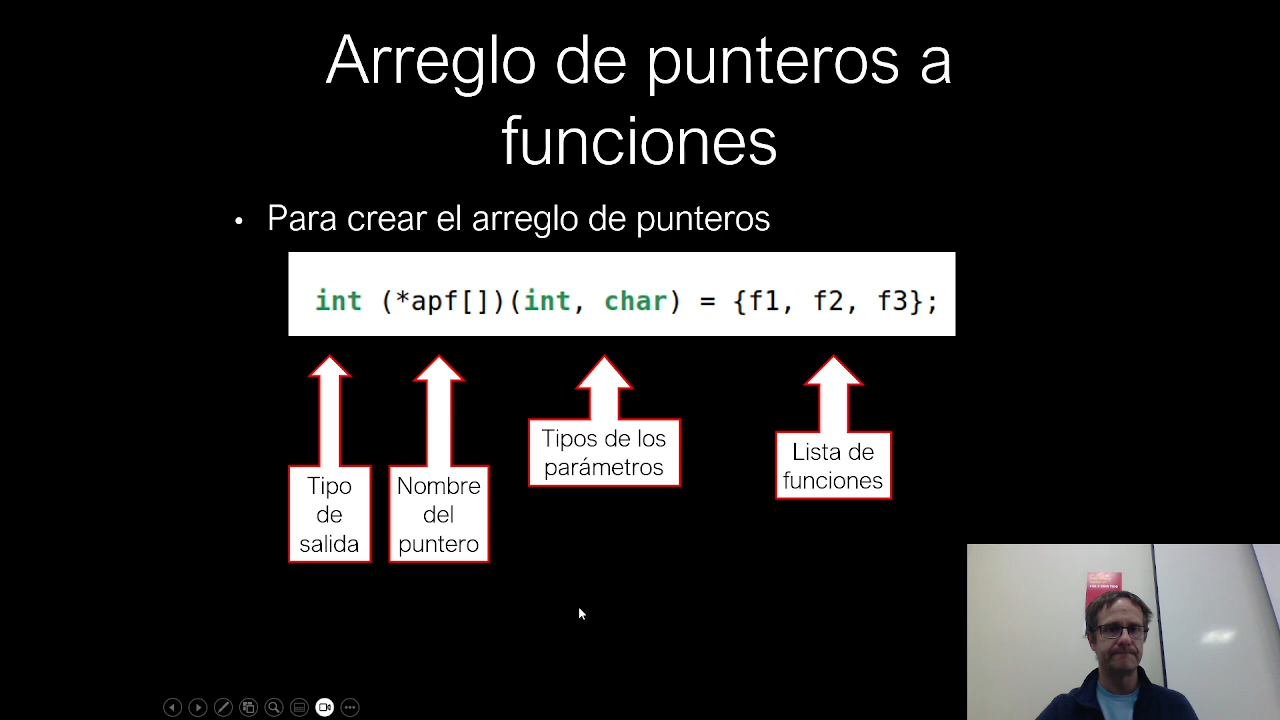 Arreglo de punteros a
funciones
• Para crear el arreglo de punteros
int (*apf[])(int, char) = {f1, f2, f3};
Tipo
de
salida
Nombre
del
puntero
Tipos de los
parámetros
Lista de
funciones